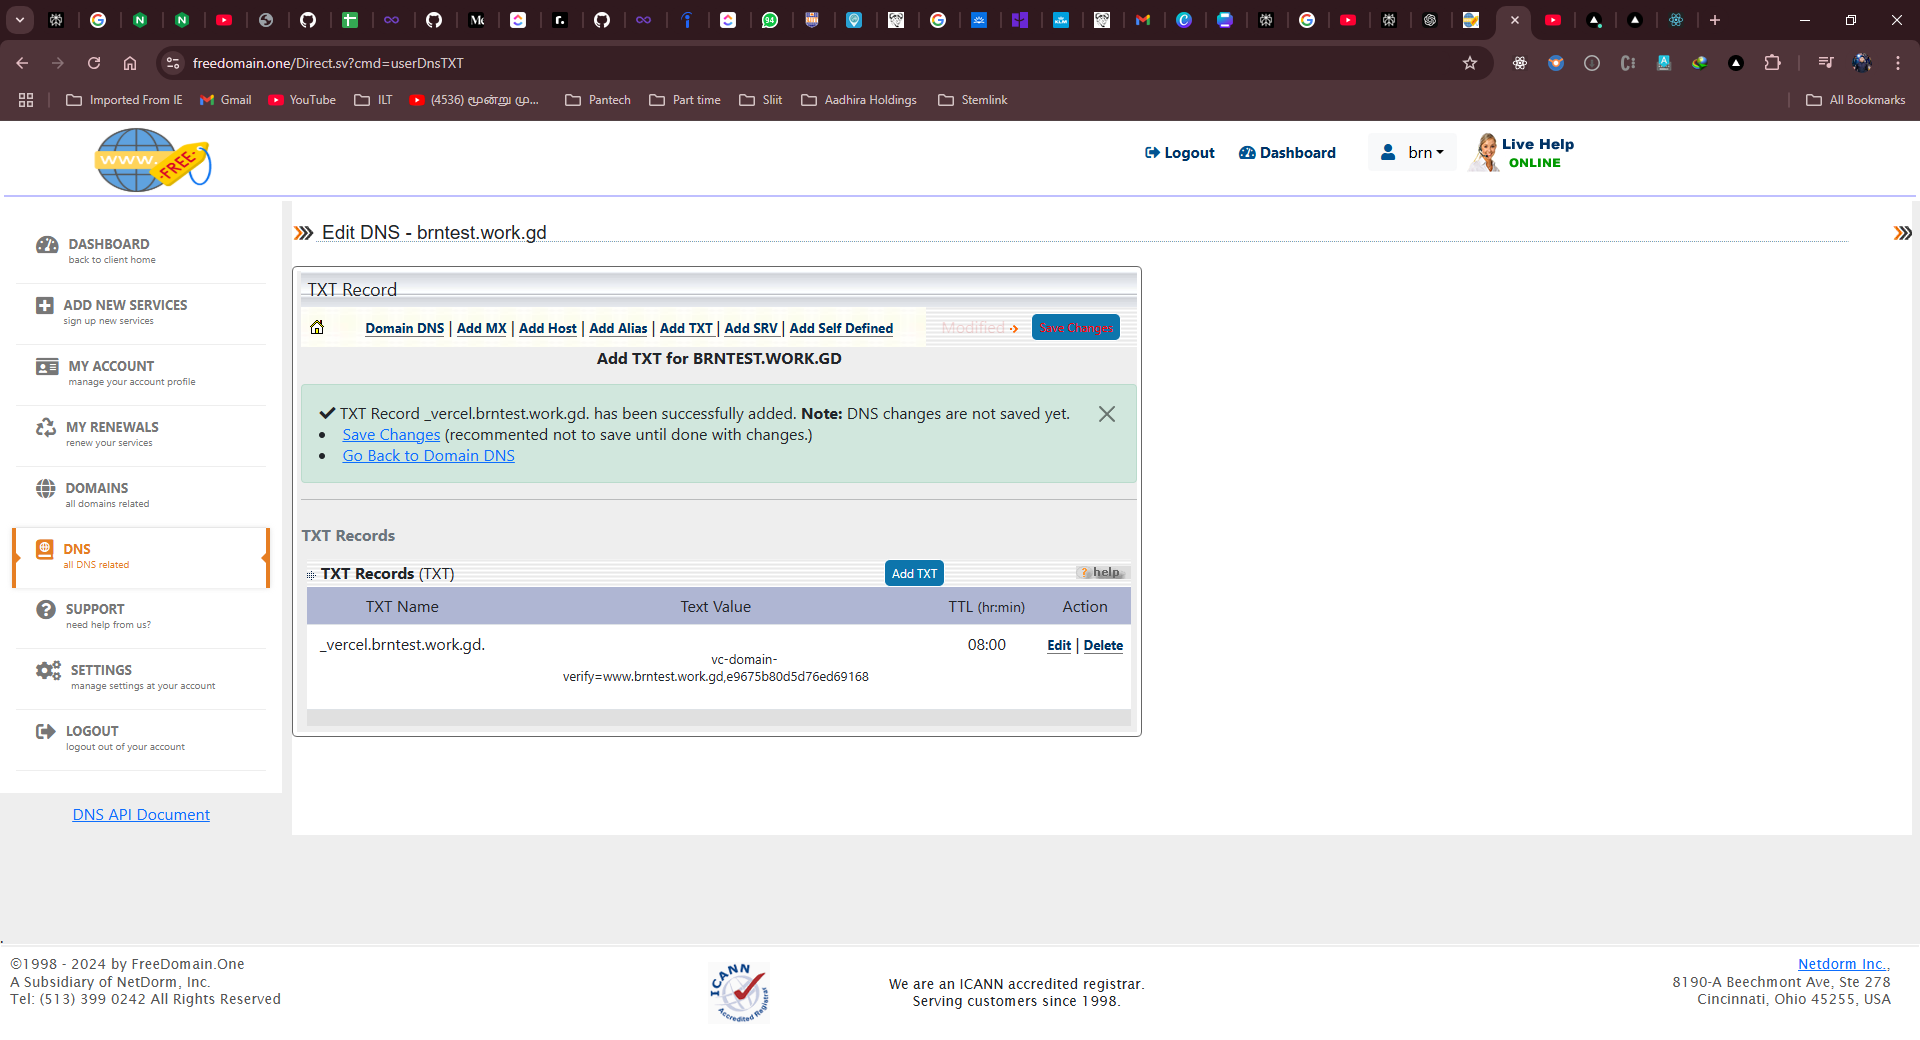 freedomain.one/Direct.sv?cmd=userDnsTXT
Imported From IE
Gmail
YouTube
ILT
(4536) மூன்று மு...
Pantech
Part time
Sliit
Aadhira Holdings
Stemlink
All Bookmarks
WWW. FREE
Logout
Dashboard
brn
Live Help
ONLINE
DASHBOARD
back to client home
ADD NEW SERVICES
sign up new services
MY ACCOUNT
manage your account profile
MY RENEWALS
renew your services
DOMAINS
all domains related
DNS
all DNS related
SUPPORT
need help from us?
SETTINGS
manage settings at your account
LOGOUT
logout out of your account
DNS API Document
Edit DNS - brntest.work.gd
TXT Record
Domain DNS | Add MX | Add Host | Add Alias | Add TXT | Add SRV | Add Self Defined
Modified
Save Changes
Add TXT for BRNTEST.WORK.GD
TXT Record _vercel.brntest.work.gd. has been successfully added. Note: DNS changes are not saved yet.
Save Changes (recommented not to save until done with changes.)
Go Back to Domain DNS
TXT Records
TXT Records (TXT)
Add TXT
? help
TXT Name Text Value TTL (hr:min) Action
_vercel.brntest.work.gd.
vc-domain-
verify=www.brntest.work.gd,e9675b80d5d76ed69168
08:00
Edit | Delete
©1998 - 2024 by FreeDomain.One
A Subsidiary of NetDorm, Inc.
Tel: (513) 399 0242 All Rights Reserved
ICANN
Accredited Registrar
We are an ICANN accredited registrar.
Serving customers since 1998.
Netdorm Inc.,
8190-A Beechmont Ave, Ste 278
Cincinnati, Ohio 45255, USA